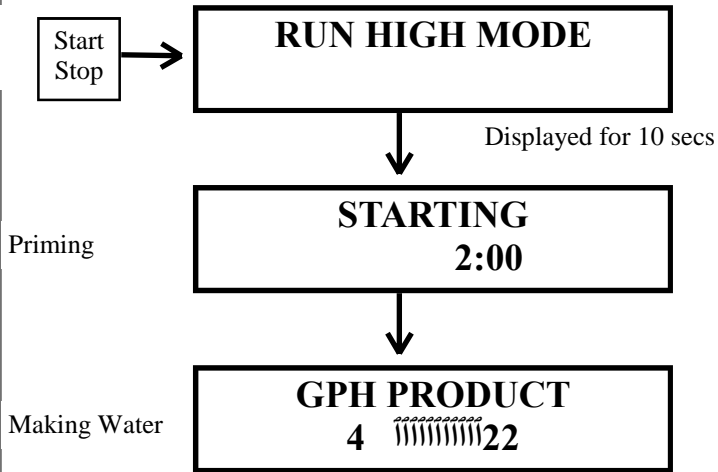 Start
Stop
RUN HIGH MODE
Displayed for 10 secs
Priming
STARTING
2:00
Making Water
GPH PRODUCT
4 22